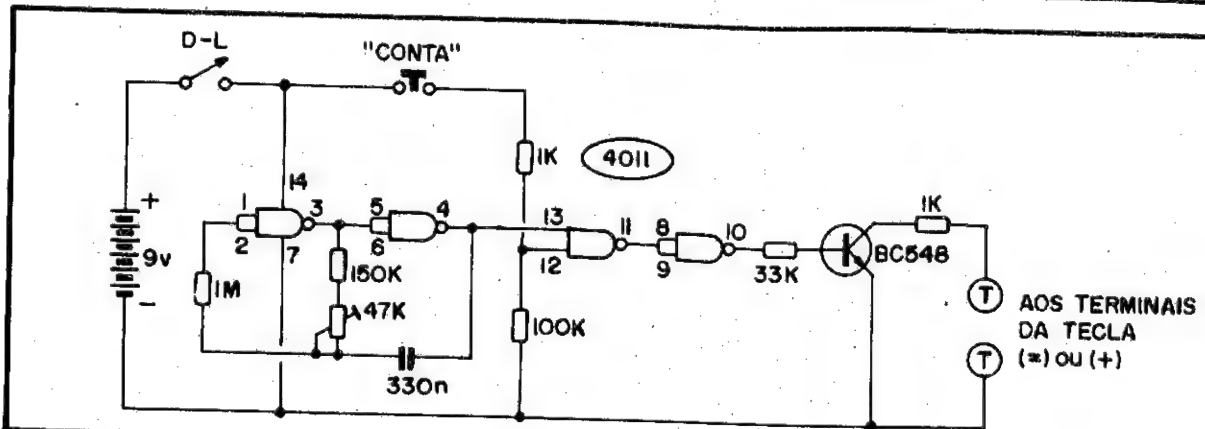 D-L
"CONTA"
1K
4011
14
1
2
3
7
5
6
4
13
12
11
8
9
10
1K
BC548
33K
+
9v
-
1M
150K
47K
100K
330n
T
T
AOS TERMINAIS
DA TECLA
(=) ou (+)